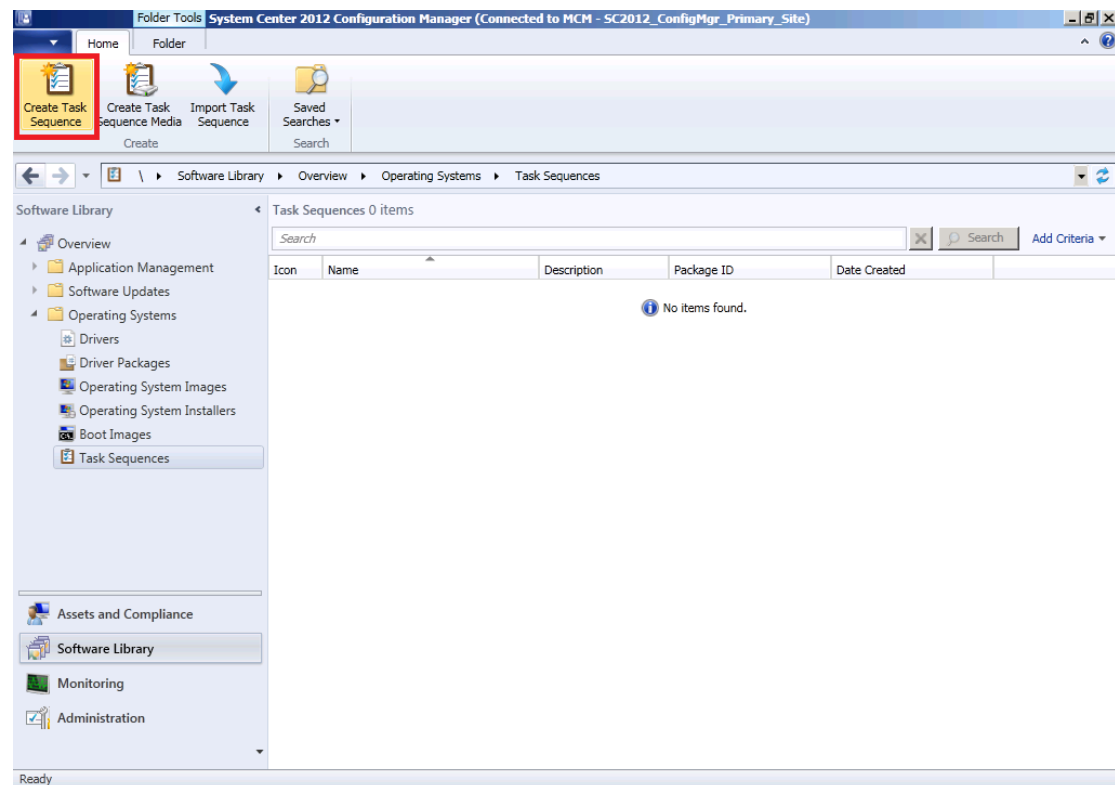 Folder Tools System Center 2012 Configuration Manager (Connected to MCM - SC2012_ConfigMgr_Primary_Site)
Home Folder
Create Task Sequence
Create Task Sequence Media
Import Task Sequence
Saved Searches
Create
Search
\ Software Library Overview Operating Systems Task Sequences
Software Library
Task Sequences 0 items
Search
Search
Add Criteria
Icon Name Description Package ID Date Created
No items found.
Overview
Application Management
Software Updates
Operating Systems
Drivers
Driver Packages
Operating System Images
Operating System Installers
Boot Images
Task Sequences
Assets and Compliance
Software Library
Monitoring
Administration
Ready